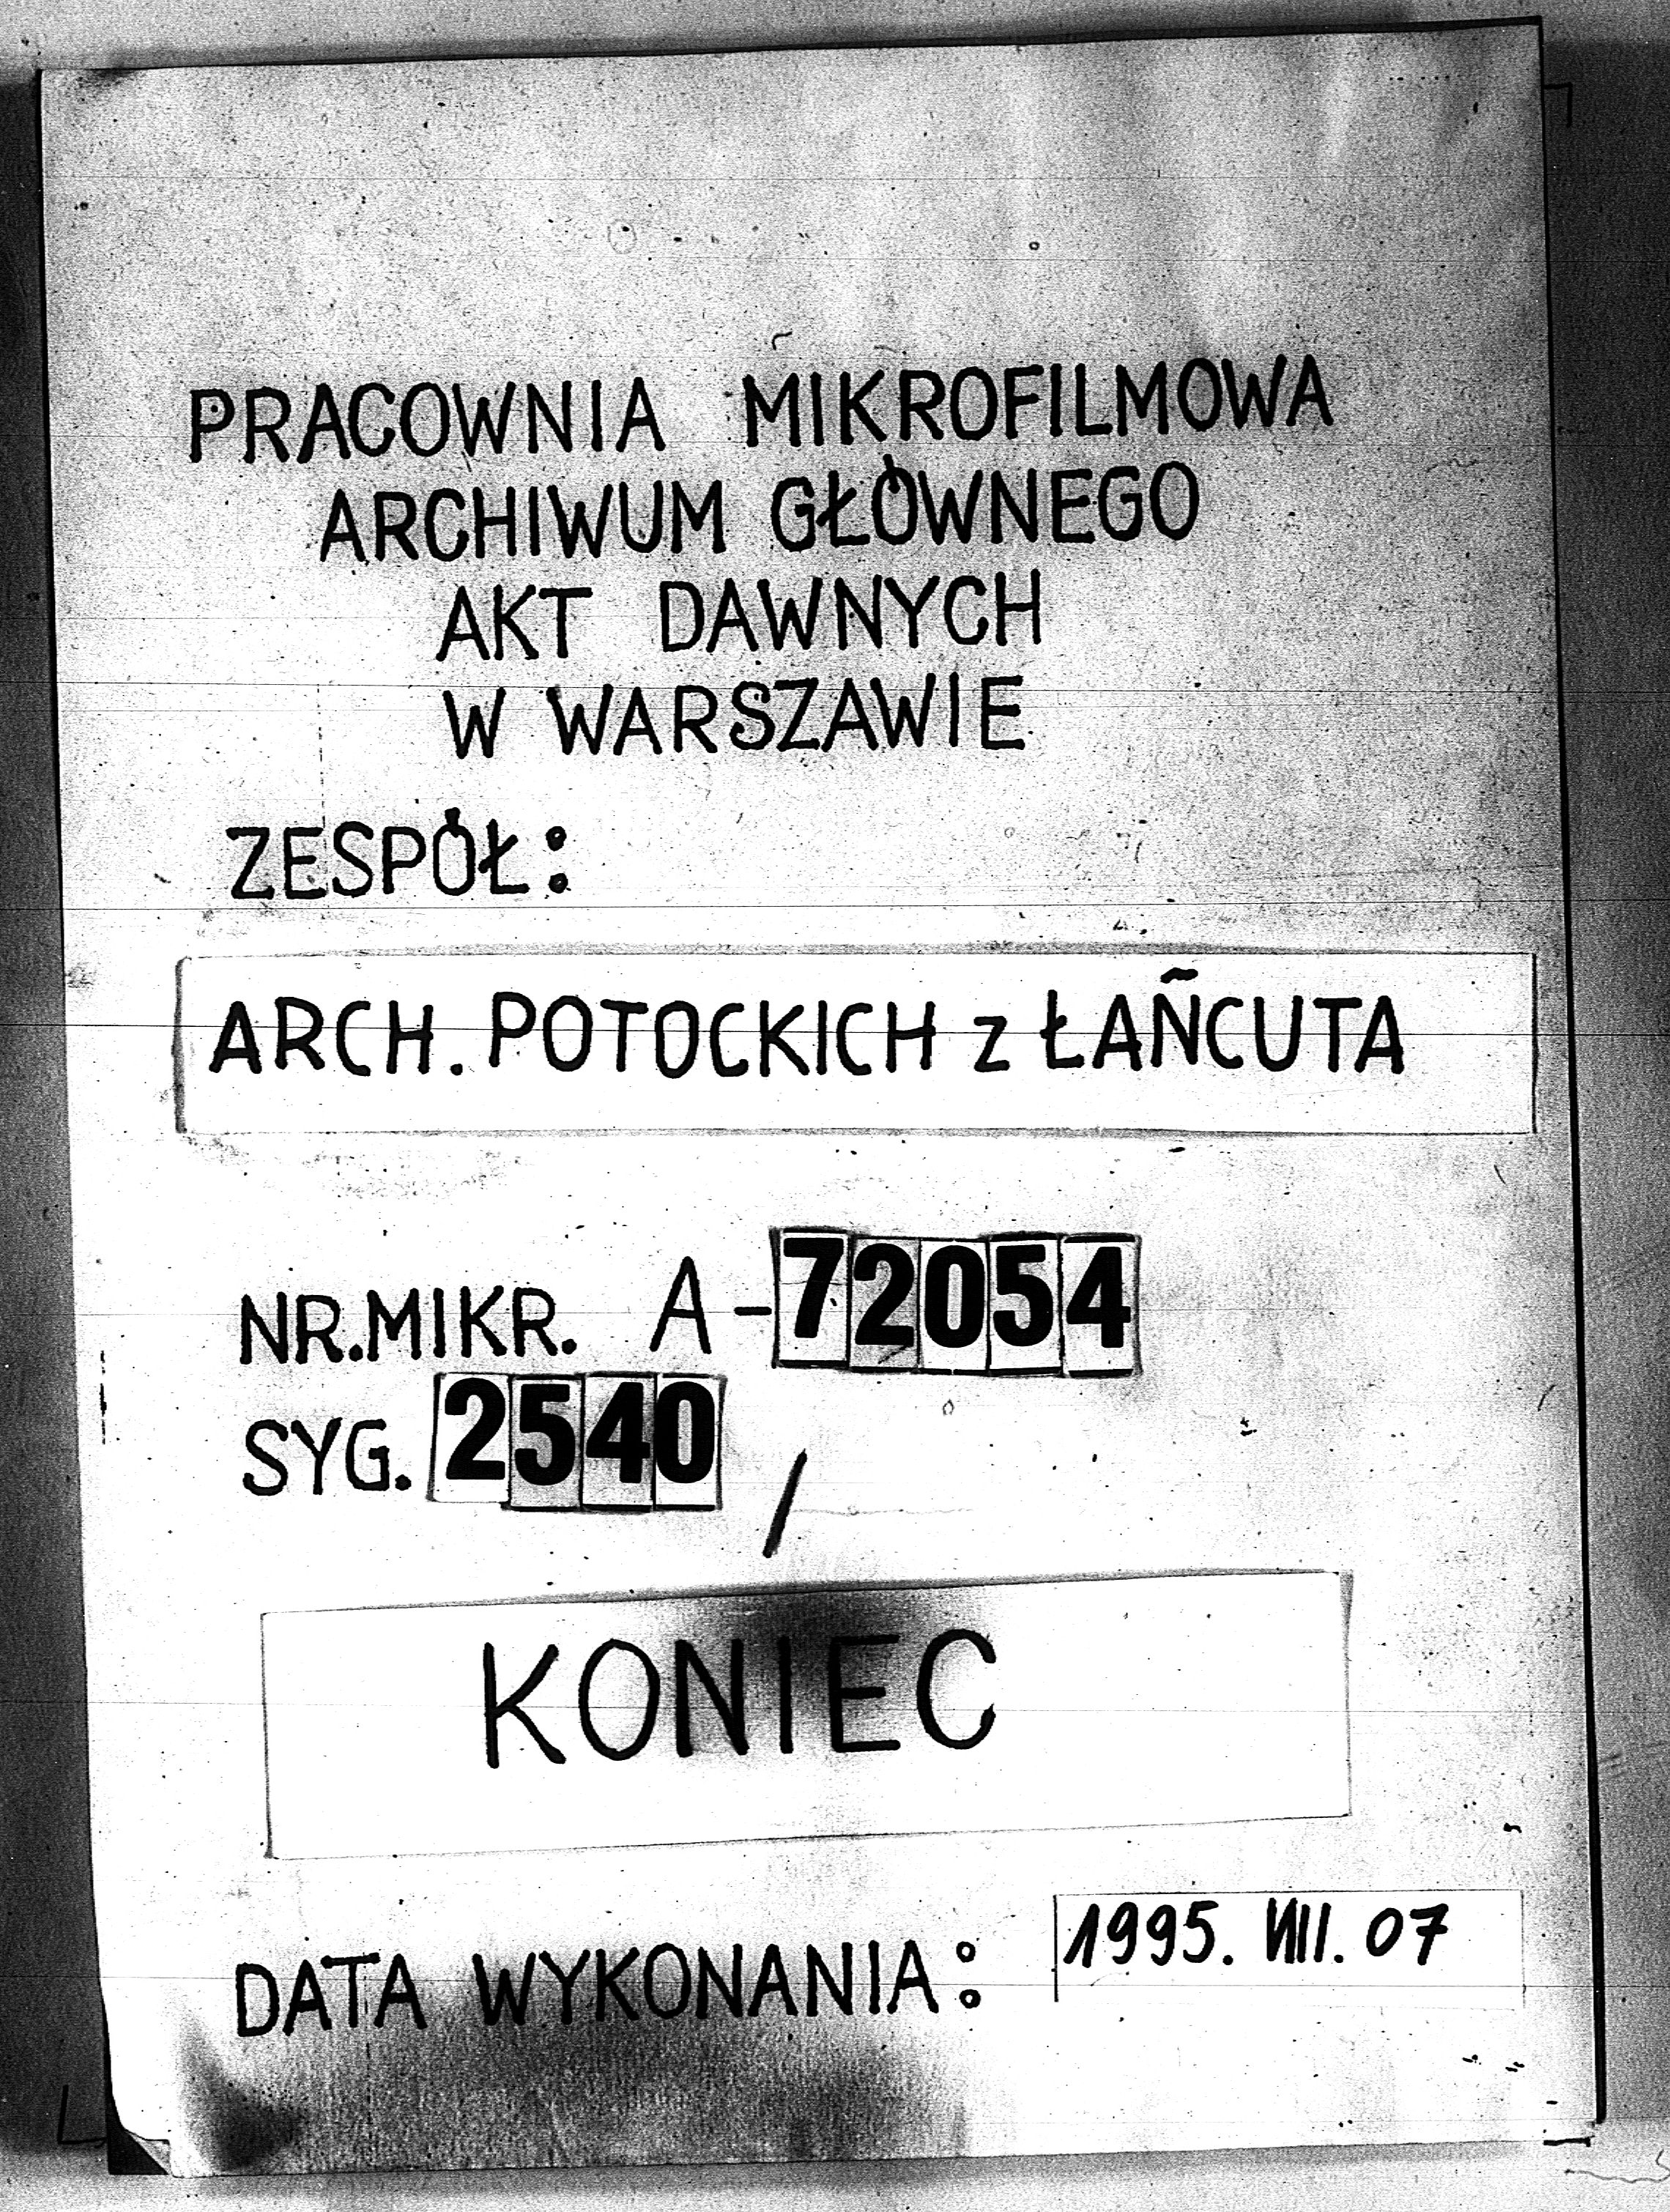 PRACOWNIA MIKROFILMOWA
ARCHIWUM GŁÓWNEGO
AKT DAWNYCH
W WARSZAWIE
ZESPÓŁ:
ARCH. POTOCKICH z ŁAŃCUTA
NR. MIKR. A-72054
SYG. 2540 /
KONIEC
DATA WYKONANIA: 1995. VIII. 07